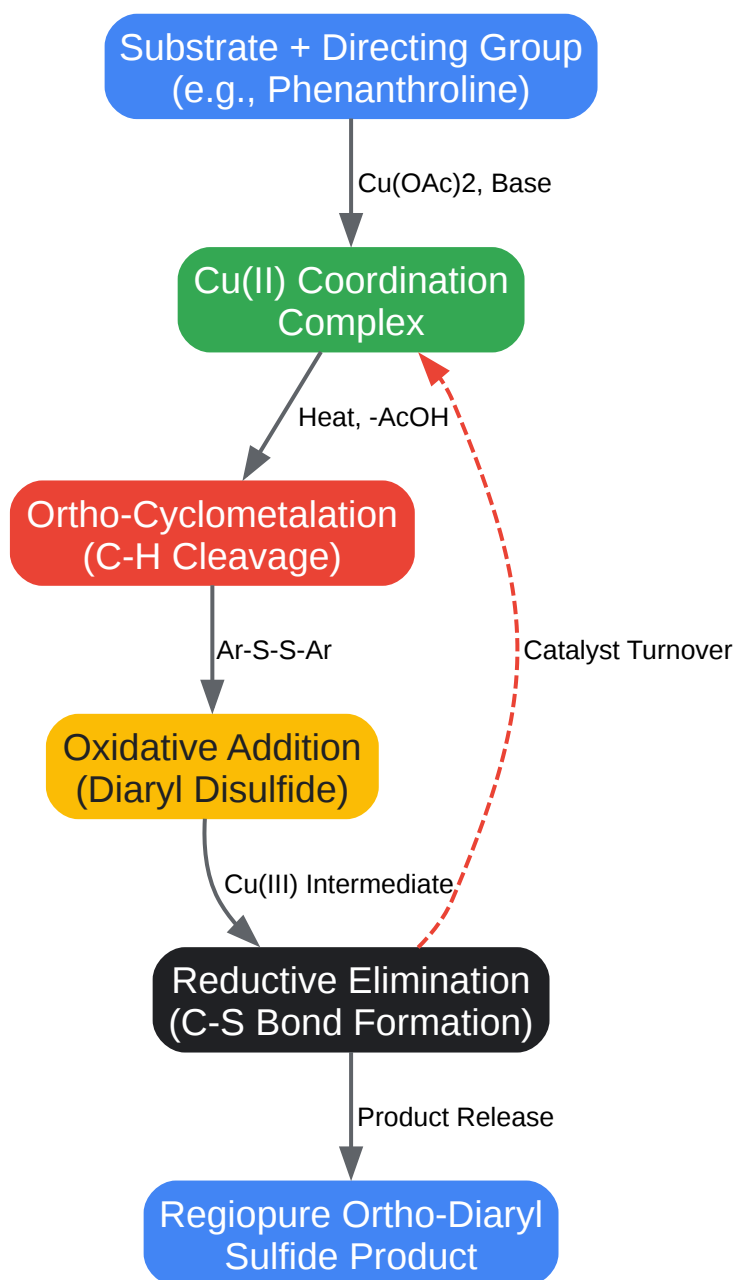 Substrate + Directing Group
(e.g., Phenanthroline)
Cu(OAc)2, Base
Cu(II) Coordination
Complex
Heat, -AcOH
Ortho-Cyclometalation
(C-H Cleavage)
Ar-S-S-Ar
Catalyst Turnover
Oxidative Addition
(Diaryl Disulfide)
Cu(III) Intermediate
Reductive Elimination
(C-S Bond Formation)
Product Release
Regiopure Ortho-Diaryl
Sulfide Product